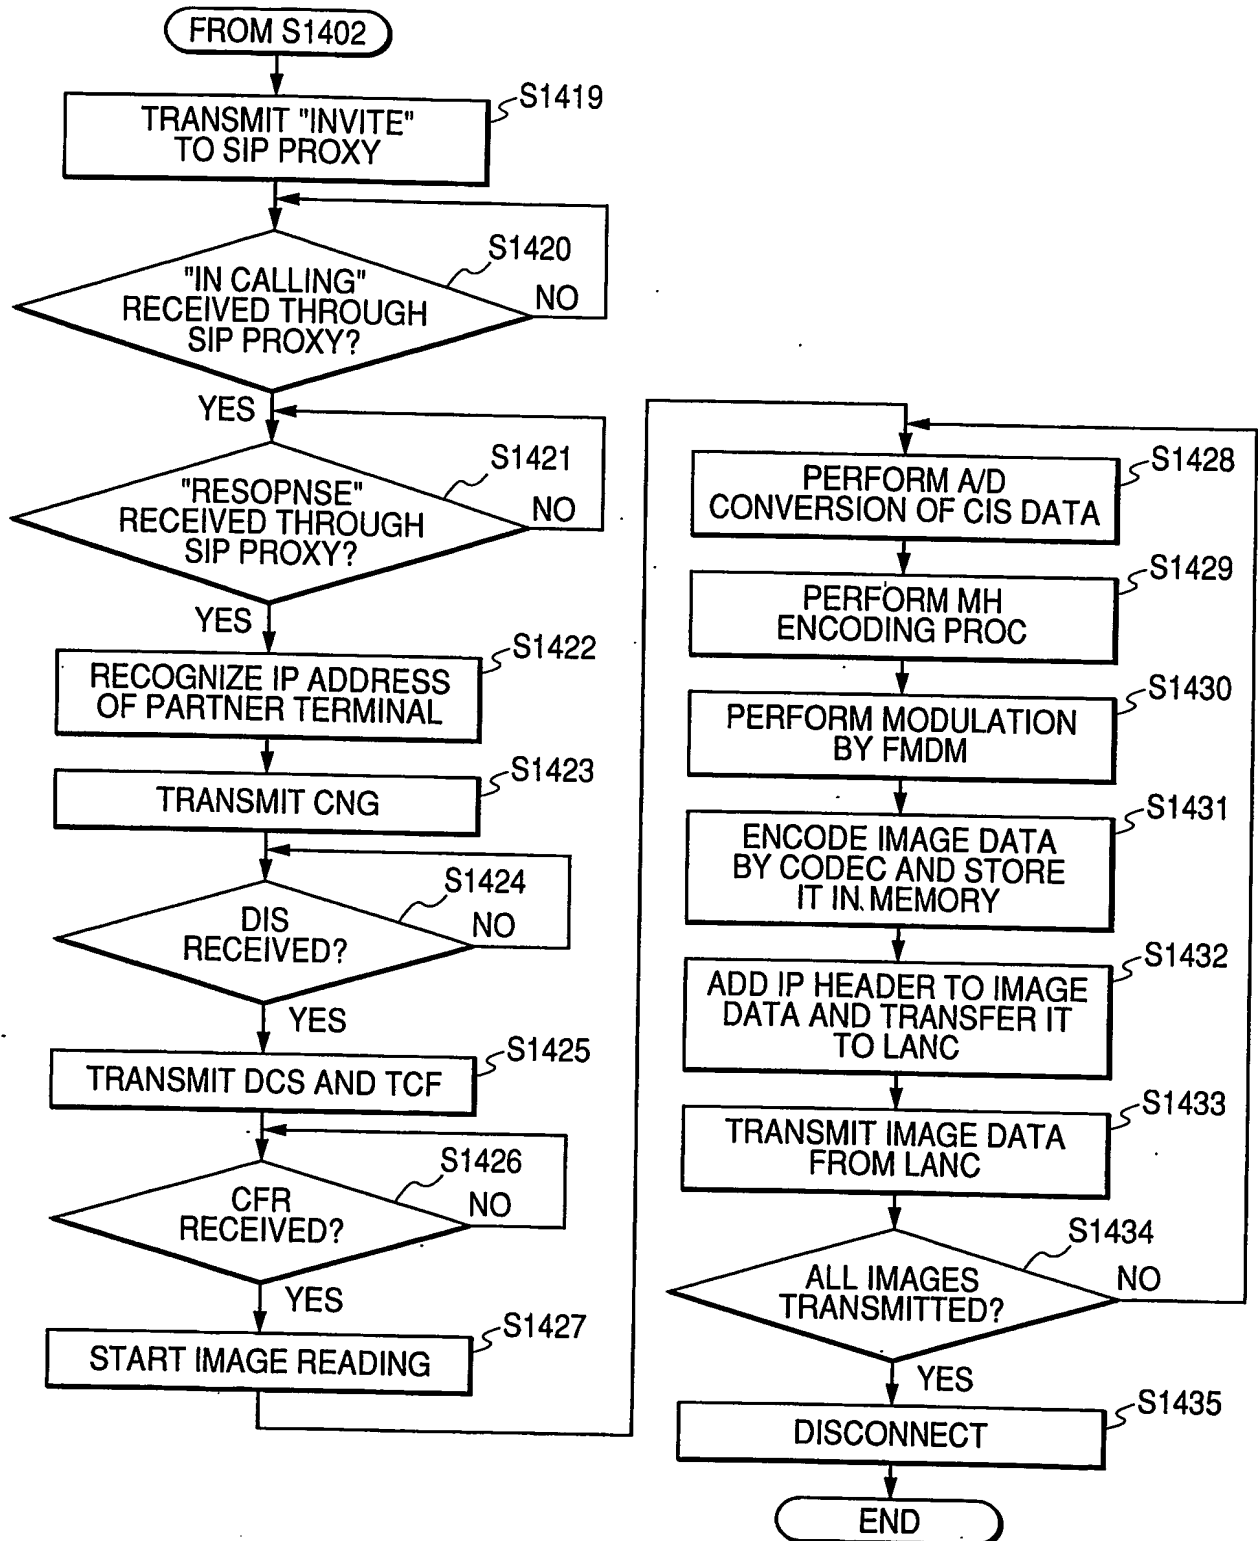 FROM S1402
S1419
TRANSMIT "INVITE"
TO SIP PROXY
S1420
"IN CALLING"
RECEIVED THROUGH
SIP PROXY?
NO
YES
S1421
"RESOPNSE"
RECEIVED THROUGH
SIP PROXY?
NO
YES
S1422
RECOGNIZE IP ADDRESS
OF PARTNER TERMINAL
S1423
TRANSMIT CNG
S1424
DIS
RECEIVED?
NO
YES
S1425
TRANSMIT DCS AND TCF
S1426
CFR
RECEIVED?
NO
YES
S1427
START IMAGE READING
S1428
PERFORM A/D
CONVERSION OF CIS DATA
S1429
PERFORM MH
ENCODING PROC
S1430
PERFORM MODULATION
BY FMDM
S1431
ENCODE IMAGE DATA
BY CODEC AND STORE
IT IN MEMORY
S1432
ADD IP HEADER TO IMAGE
DATA AND TRANSFER IT
TO LANC
S1433
TRANSMIT IMAGE DATA
FROM LANC
S1434
ALL IMAGES
TRANSMITTED?
NO
YES
S1435
DISCONNECT
END